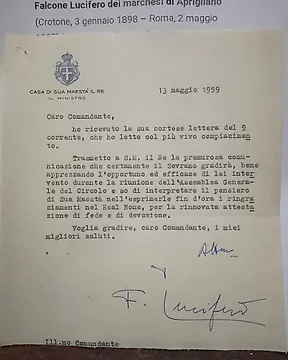 Falcone Lucifero dei marchesi di Aprigliano
(Crotone, 3 gennaio 1898 – Roma, 2 maggio
CASA DI SUA MAESTÀ IL RE
IL MINISTRO
13 maggio 1959
Caro Comandante,
ho ricevuto la sua cortese lettera del 9
corrente, che ho letto col più vivo compiacimen
to.
Trasmetto a S.M. il Re la premurosa comu-
nicazione che certamente il Sovrano gradirà, bene
apprezzando l'opportuno ed efficace di lei inter
vento durante la riunione dell'Assemblea Genera-
le del Circolo e so di interpretare il pensiero
di Sua Maestà nell'esprimerle fin d'ora i ringra
ziamenti nel Real Nome, per la rinnovata attesta
zione di fede e di devozione.
Voglia gradire, caro Comandante, i miei
migliori saluti.
F. Lucifero
Ill.mo Comandante